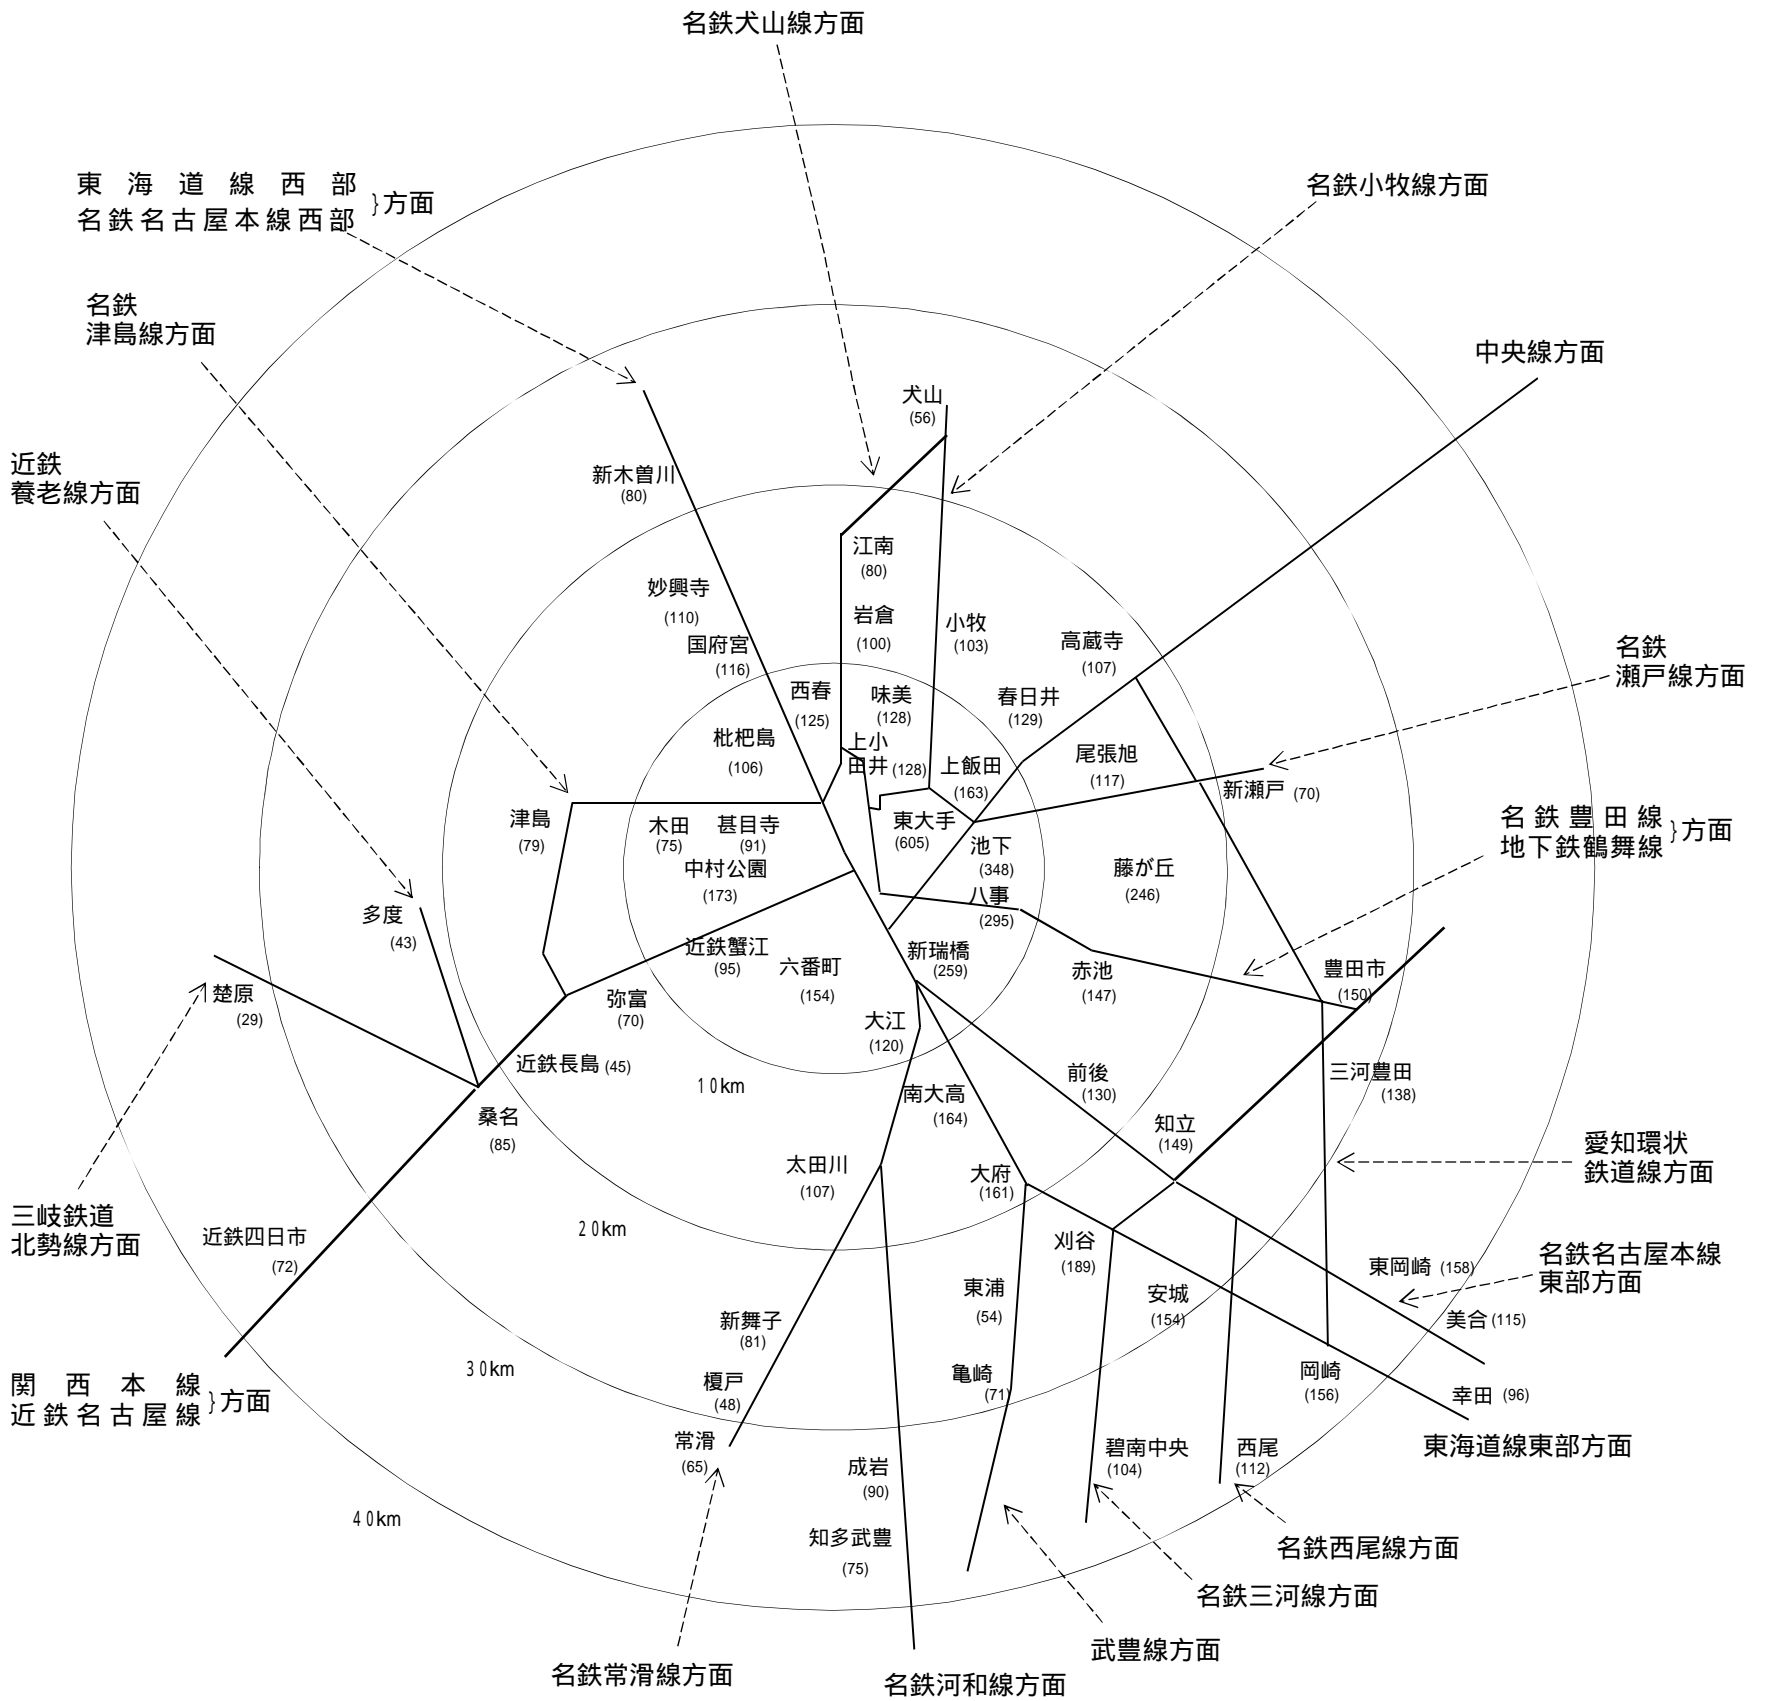 名鉄犬山線方面
東海道線西部
名鉄名古屋本線西部
}方面
名鉄小牧線方面
名鉄
津島線方面
中央線方面
犬山
(56)
近鉄
養老線方面
新木曽川
(80)
江南
(80)
妙興寺
(110)
岩倉
(100)
小牧
(103)
高蔵寺
(107)
国府宮
(116)
名鉄
瀬戸線方面
西春
(125)
味美
(128)
春日井
(129)
枇杷島
(106)
上小
田井 (128)
上飯田
(163)
尾張旭
(117)
新瀬戸 (70)
津島
(79)
木田
(75)
甚目寺
(91)
東大手
(605)
名鉄豊田線
地下鉄鶴舞線
}方面
池下
(348)
中村公園
(173)
藤が丘
(246)
八事
(295)
多度
(43)
近鉄蟹江
(95)
六番町
(154)
新瑞橋
(259)
赤池
(147)
豊田市
(150)
楚原
(29)
弥富
(70)
大江
(120)
近鉄長島 (45)
10km
南大高
(164)
前後
(130)
三河豊田
(138)
桑名
(85)
知立
(149)
愛知環状
鉄道線方面
太田川
(107)
大府
(161)
三岐鉄道
北勢線方面
近鉄四日市
(72)
20km
刈谷
(189)
東岡崎 (158)
名鉄名古屋本線
東部方面
東浦
(54)
安城
(154)
新舞子
(81)
美合 (115)
30km
榎戸
(48)
亀崎
(71)
岡崎
(156)
幸田 (96)
関西本線
近鉄名古屋線
}方面
常滑
(65)
東海道線東部方面
成岩
(90)
碧南中央
(104)
西尾
(112)
40km
知多武豊
(75)
名鉄西尾線方面
名鉄三河線方面
武豊線方面
名鉄常滑線方面
名鉄河和線方面